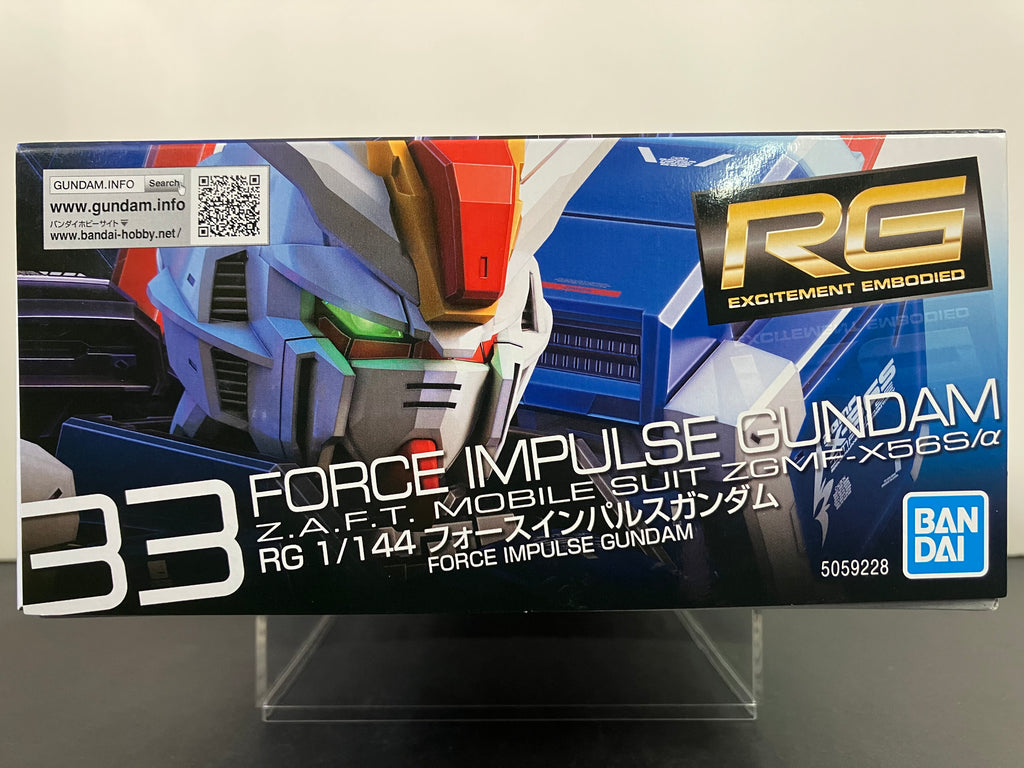 GUNDAM.INFO Search
www.gundam.info
バンダイホビーサイト
www.bandai-hobby.net/
RG
EXCITEMENT EMBODIED
EXCITEMENT EMBODIED
33
FORCE IMPULSE GUNDAM
Z.A.F.T. MOBILE SUIT ZGMF-X56S/α
RG 1/144 フォースインパルスガンダム
FORCE IMPULSE GUNDAM
5059228
BAN
DAI